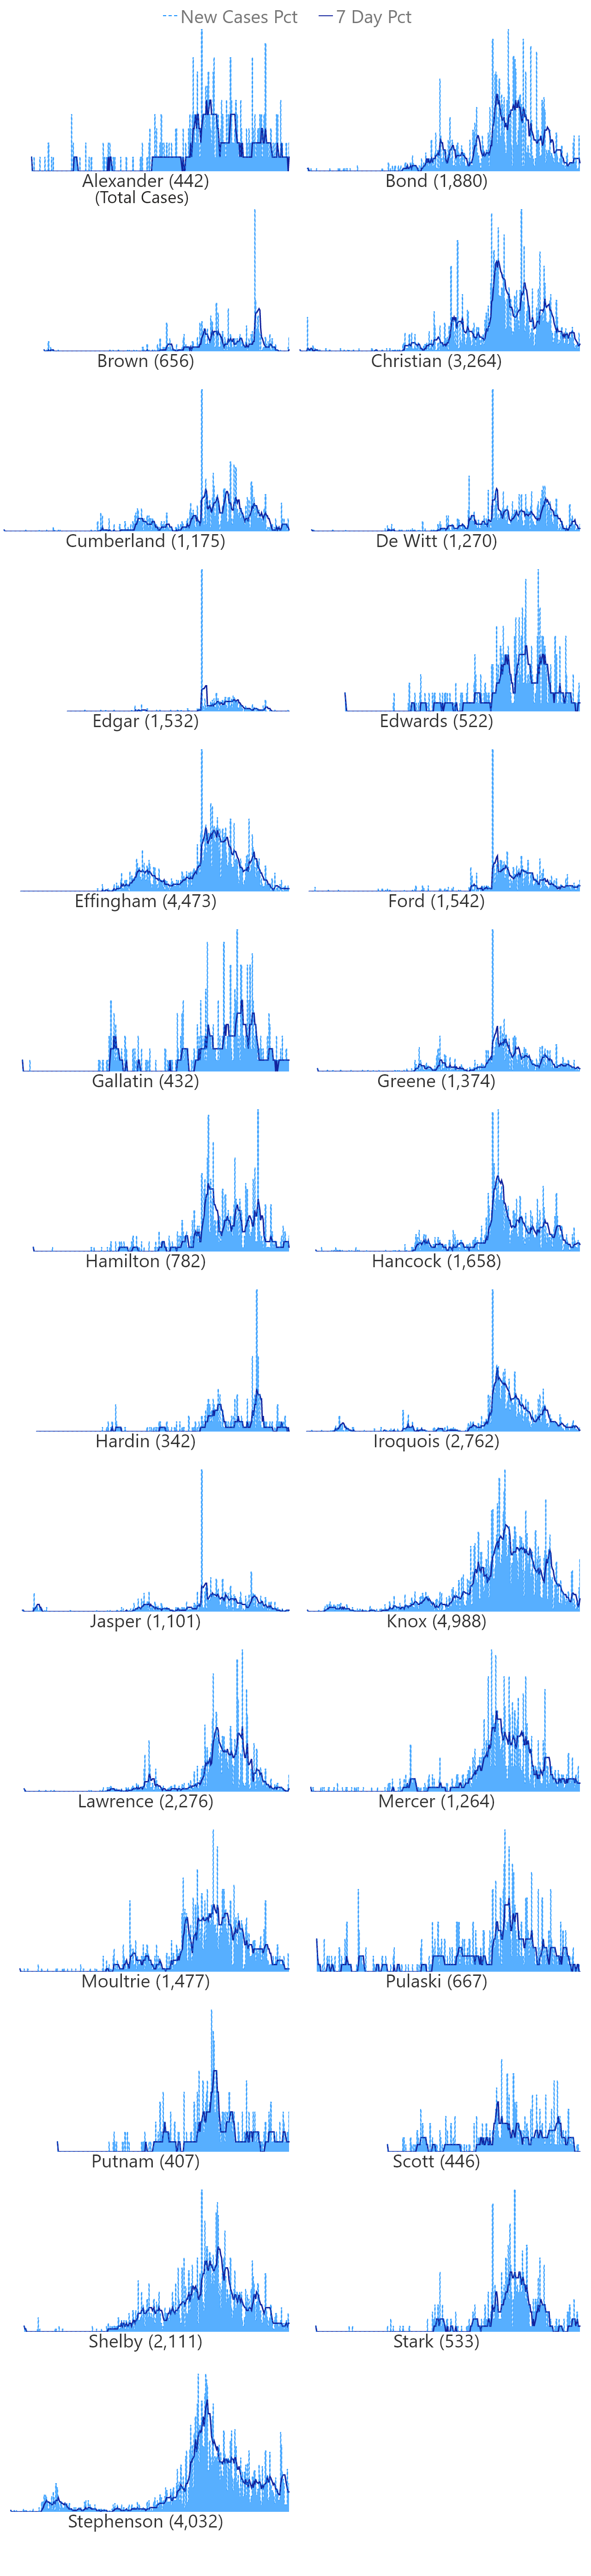 New Cases Pct 7 Day Pct
Alexander (442) Bond (1,880)
(Total Cases)
Brown (656) Christian (3,264)
Cumberland (1,175) De Witt (1,270)
Edgar (1,532) Edwards (522)
Effingham (4,473) Ford (1,542)
Gallatin (432) Greene (1,374)
Hamilton (782) Hancock (1,658)
Hardin (342) Iroquois (2,762)
Jasper (1,101) Knox (4,988)
Lawrence (2,276) Mercer (1,264)
Moultrie (1,477) Pulaski (667)
Putnam (407) Scott (446)
Shelby (2,111) Stark (533)
Stephenson (4,032)